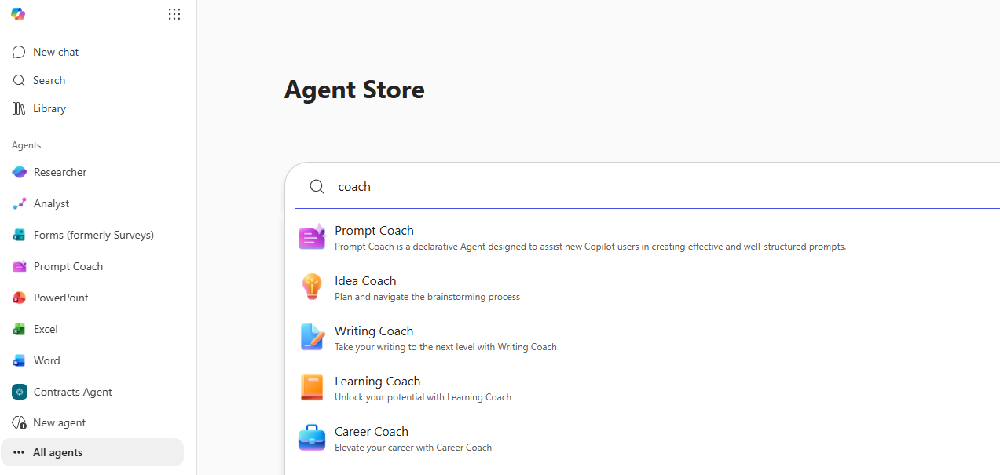 New chat
Search
Library
Agents
Researcher
Analyst
Forms (formerly Surveys)
Prompt Coach
PowerPoint
Excel
Word
Contracts Agent
New agent
All agents
Agent Store
coach
Prompt Coach
Prompt Coach is a declarative Agent designed to assist new Copilot users in creating effective and well-structured prompts.
Idea Coach
Plan and navigate the brainstorming process
Writing Coach
Take your writing to the next level with Writing Coach
Learning Coach
Unlock your potential with Learning Coach
Career Coach
Elevate your career with Career Coach